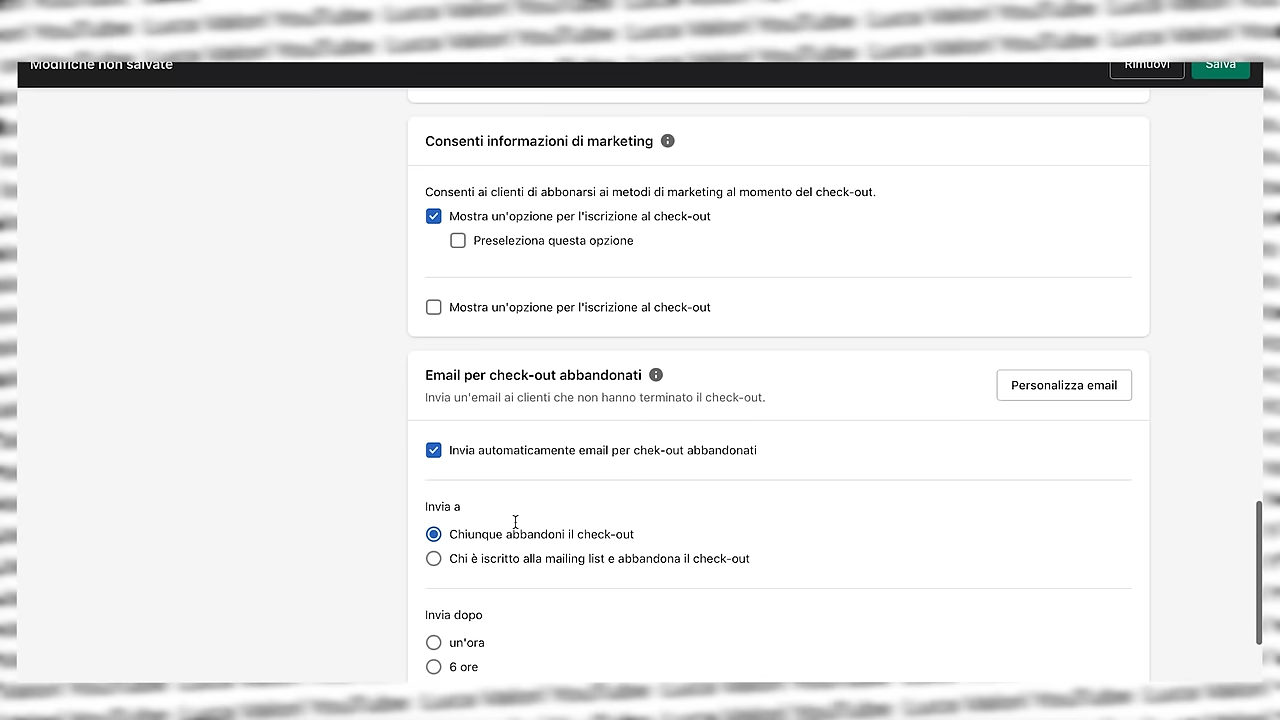 Modifiche non salvate
Rimuovi
Salva
Consenti informazioni di marketing
Consenti ai clienti di abbonarsi ai metodi di marketing al momento del check-out.
Mostra un'opzione per l'iscrizione al check-out
Preseleziona questa opzione
Mostra un'opzione per l'iscrizione al check-out
Email per check-out abbandonati
Invia un'email ai clienti che non hanno terminato il check-out.
Personalizza email
Invia automaticamente email per chek-out abbandonati
Invia a
Chiunque abbandoni il check-out
Chi è iscritto alla mailing list e abbandona il check-out
Invia dopo
un'ora
6 ore